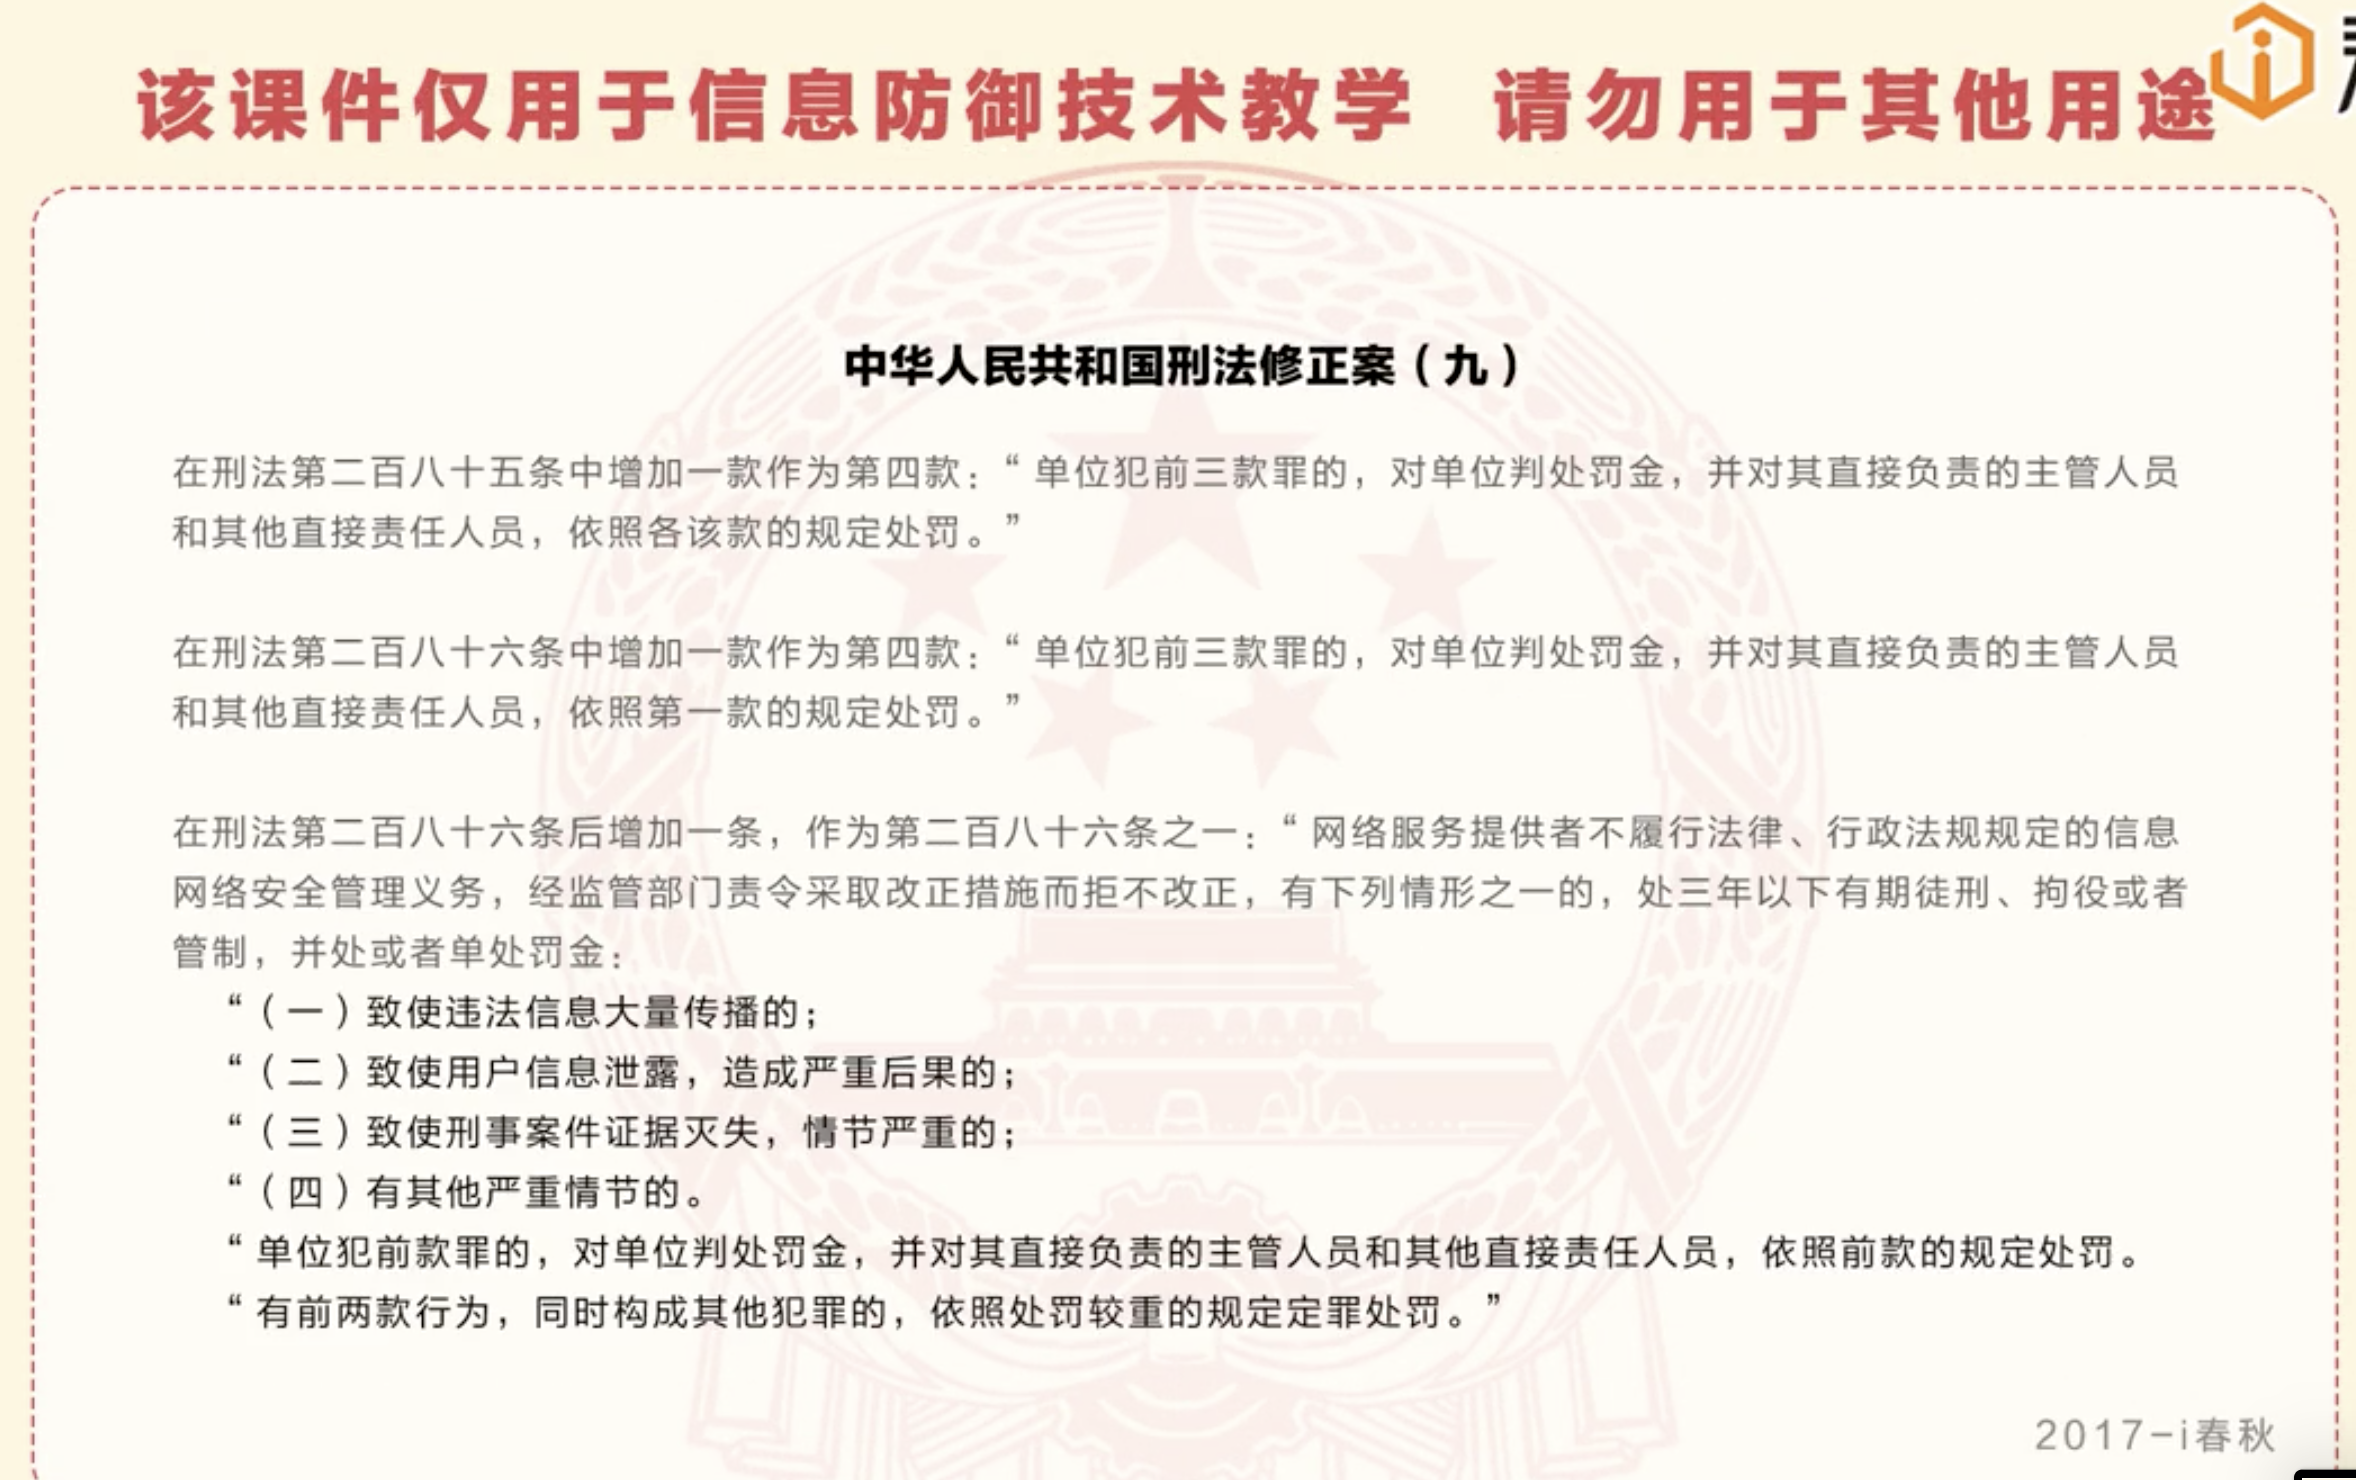 该课件仅用于信息防御技术教学 请勿用于其他用途
中华人民共和国刑法修正案（九）
在刑法第二百八十五条中增加一款作为第四款：“单位犯前三款罪的，对单位判处罚金，并对其直接负责的主管人员
和其他直接责任人员，依照各该款的规定处罚。”
在刑法第二百八十六条中增加一款作为第四款：“单位犯前三款罪的，对单位判处罚金，并对其直接负责的主管人员
和其他直接责任人员，依照第一款的规定处罚。”
在刑法第二百八十六条后增加一条，作为第二百八十六条之一：“网络服务提供者不履行法律、行政法规规定的信息
网络安全管理义务，经监管部门责令采取改正措施而拒不改正，有下列情形之一的，处三年以下有期徒刑、拘役或者
管制，并处或者单处罚金：
“（一）致使违法信息大量传播的；
“（二）致使用户信息泄露，造成严重后果的；
“（三）致使刑事案件证据灭失，情节严重的；
“（四）有其他严重情节的。
“单位犯前款罪的，对单位判处罚金，并对其直接负责的主管人员和其他直接责任人员，依照前款的规定处罚。
“有前两款行为，同时构成其他犯罪的，依照处罚较重的规定定罪处罚。”
2017-i春秋